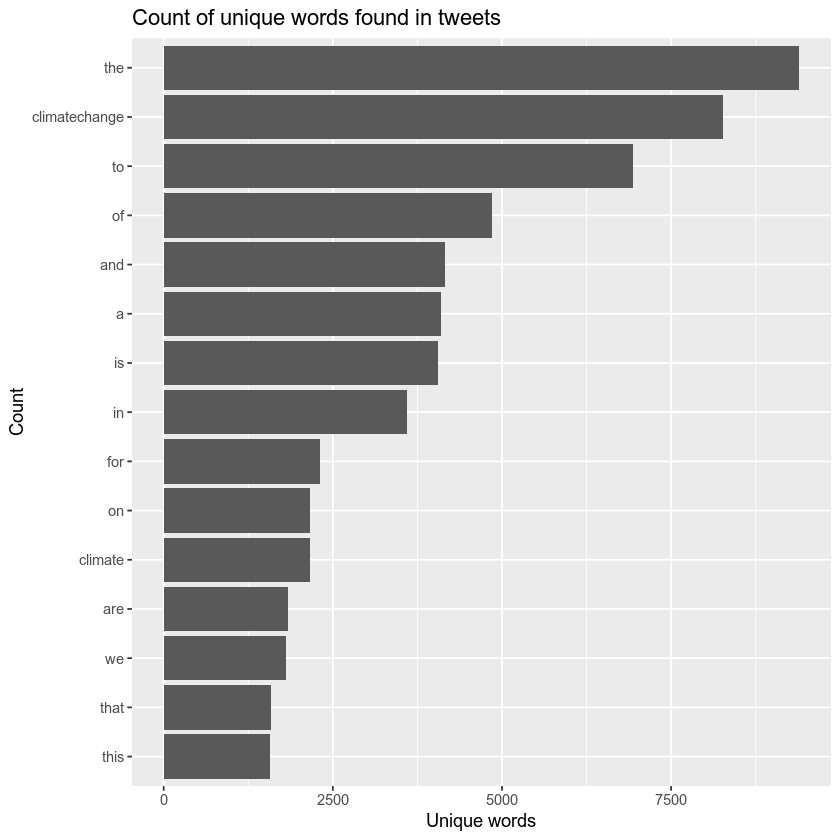 Count of unique words found in tweets
the
climatechange
to
of
and
a
is
in
for
on
climate
are
we
that
this
Count
0 2500 5000 7500
Unique words